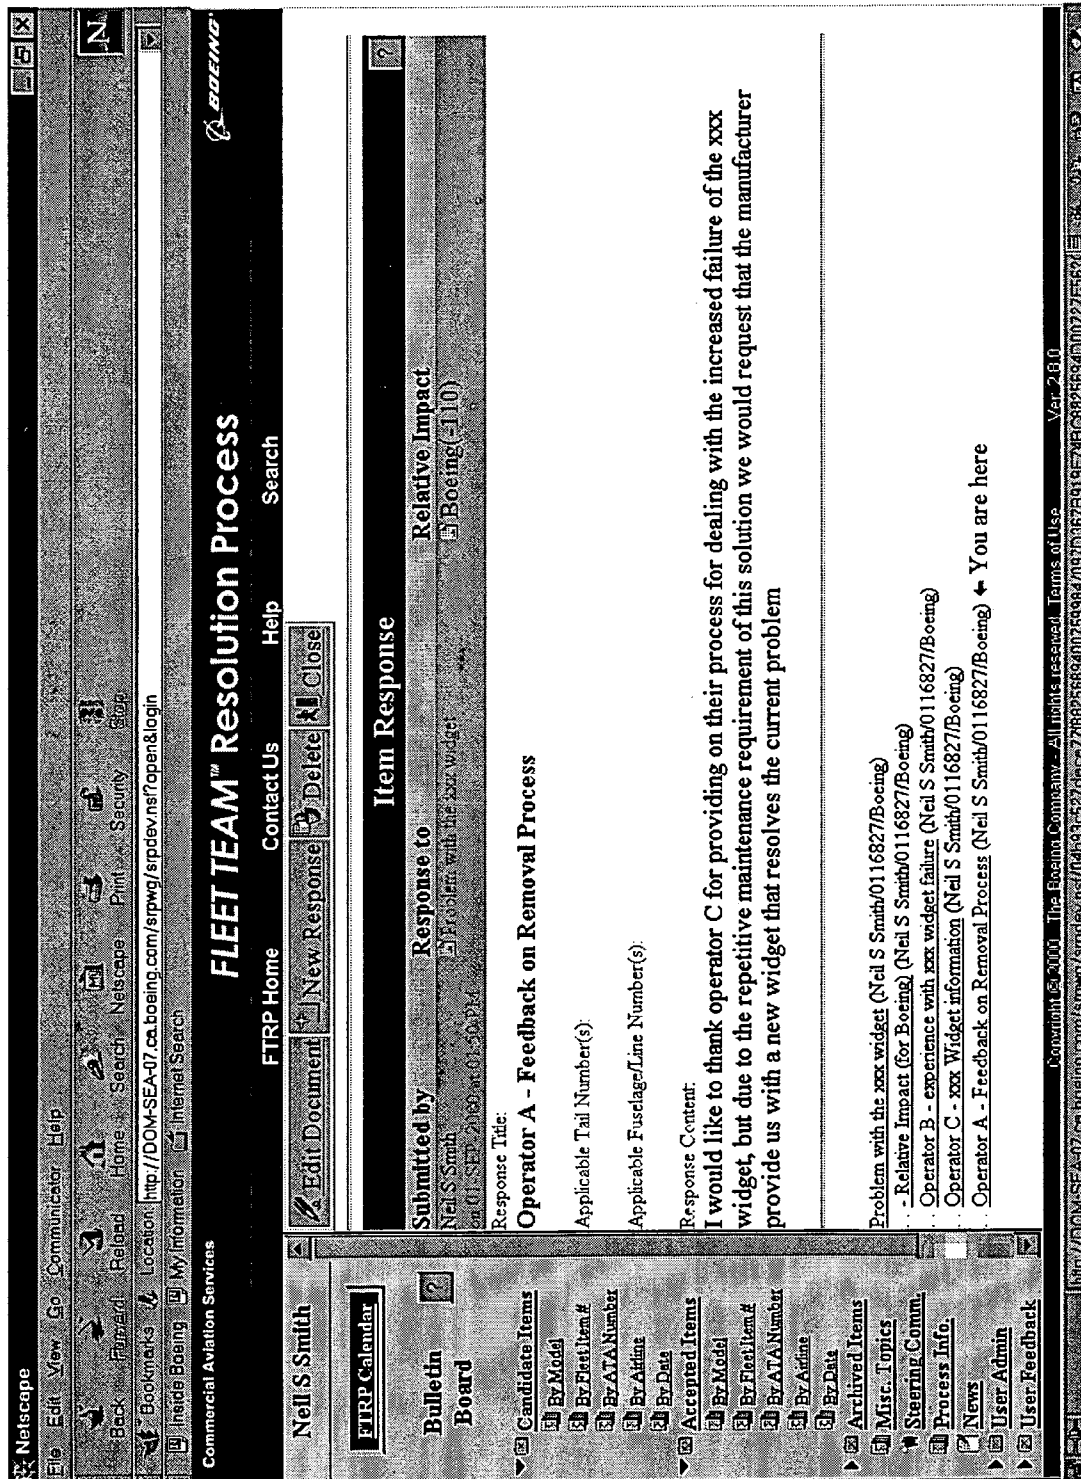 Netscape
File Edit View Go Communicator Help
Back Forward Reload Home Search Netscape Print Security Stop
Bookmarks Location http://DOM-SEA-07.ca.boeing.com/srpwg/srpdev.nsf?open&login
Inside Boeing My Information Internet Search
Commercial Aviation Services
FLEET TEAM™ Resolution Process
BOEING®
FTRP Home Contact Us Help Search
Neil S Smith
FTRP Calendar
Bulletin Board ?
Candidate Items
By Model
By Fleet Item #
By ATA Number
By Airline
By Date
Accepted Items
By Model
By Fleet Item #
By ATA Number
By Airline
By Date
Archived Items
Misc. Topics
Steering Comm.
Process Info.
News
User Admin
User Feedback
Edit Document New Response Delete Close
Item Response ?
Submitted by Response to Relative Impact
Neil S Smith Problem with the xxx widget Boeing(-110)
on 01-SEP-2000 at 01:50 PM
Response Title:
Operator A - Feedback on Removal Process
Applicable Tail Number(s):
Applicable Fuselage/Line Number(s):
Response Content:
I would like to thank operator C for providing on their process for dealing with the increased failure of the xxx
widget, but due to the repetitive maintenance requirement of this solution we would request that the manufacturer
provide us with a new widget that resolves the current problem
Problem with the xxx widget (Neil S Smith/0116827/Boeing)
. . - Relative Impact (for Boeing) (Neil S Smith/0116827/Boeing)
. . Operator B - experience with xxx widget failure (Neil S Smith/0116827/Boeing)
. . Operator C - xxx Widget information (Neil S Smith/0116827/Boeing)
. . Operator A - Feedback on Removal Process (Neil S Smith/0116827/Boeing) ← You are here
Copyright © 2000 The Boeing Company - All rights reserved. Terms of Use Ver 2.8.0